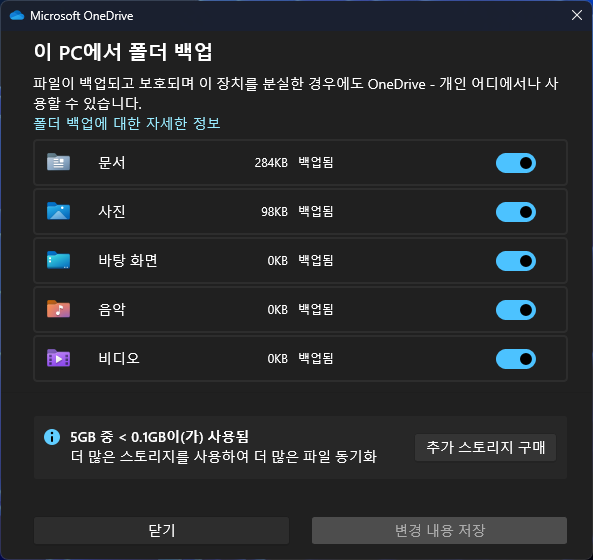 Microsoft OneDrive
이 PC에서 폴더 백업
파일이 백업되고 보호되며 이 장치를 분실한 경우에도 OneDrive - 개인 어디에서나 사
용할 수 있습니다.
폴더 백업에 대한 자세한 정보
문서 284KB 백업됨
사진 98KB 백업됨
바탕 화면 0KB 백업됨
음악 0KB 백업됨
비디오 0KB 백업됨
5GB 중 < 0.1GB이(가) 사용됨
더 많은 스토리지를 사용하여 더 많은 파일 동기화
추가 스토리지 구매
닫기
변경 내용 저장